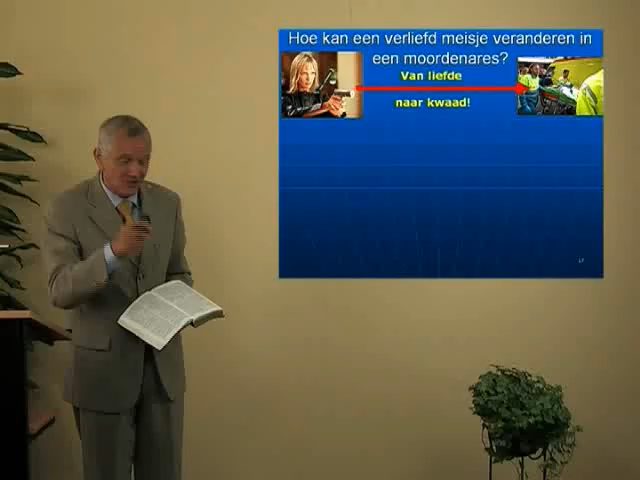 Hoe kan een verliefd meisje veranderen in
een moordenares?
Van liefde
naar kwaad!